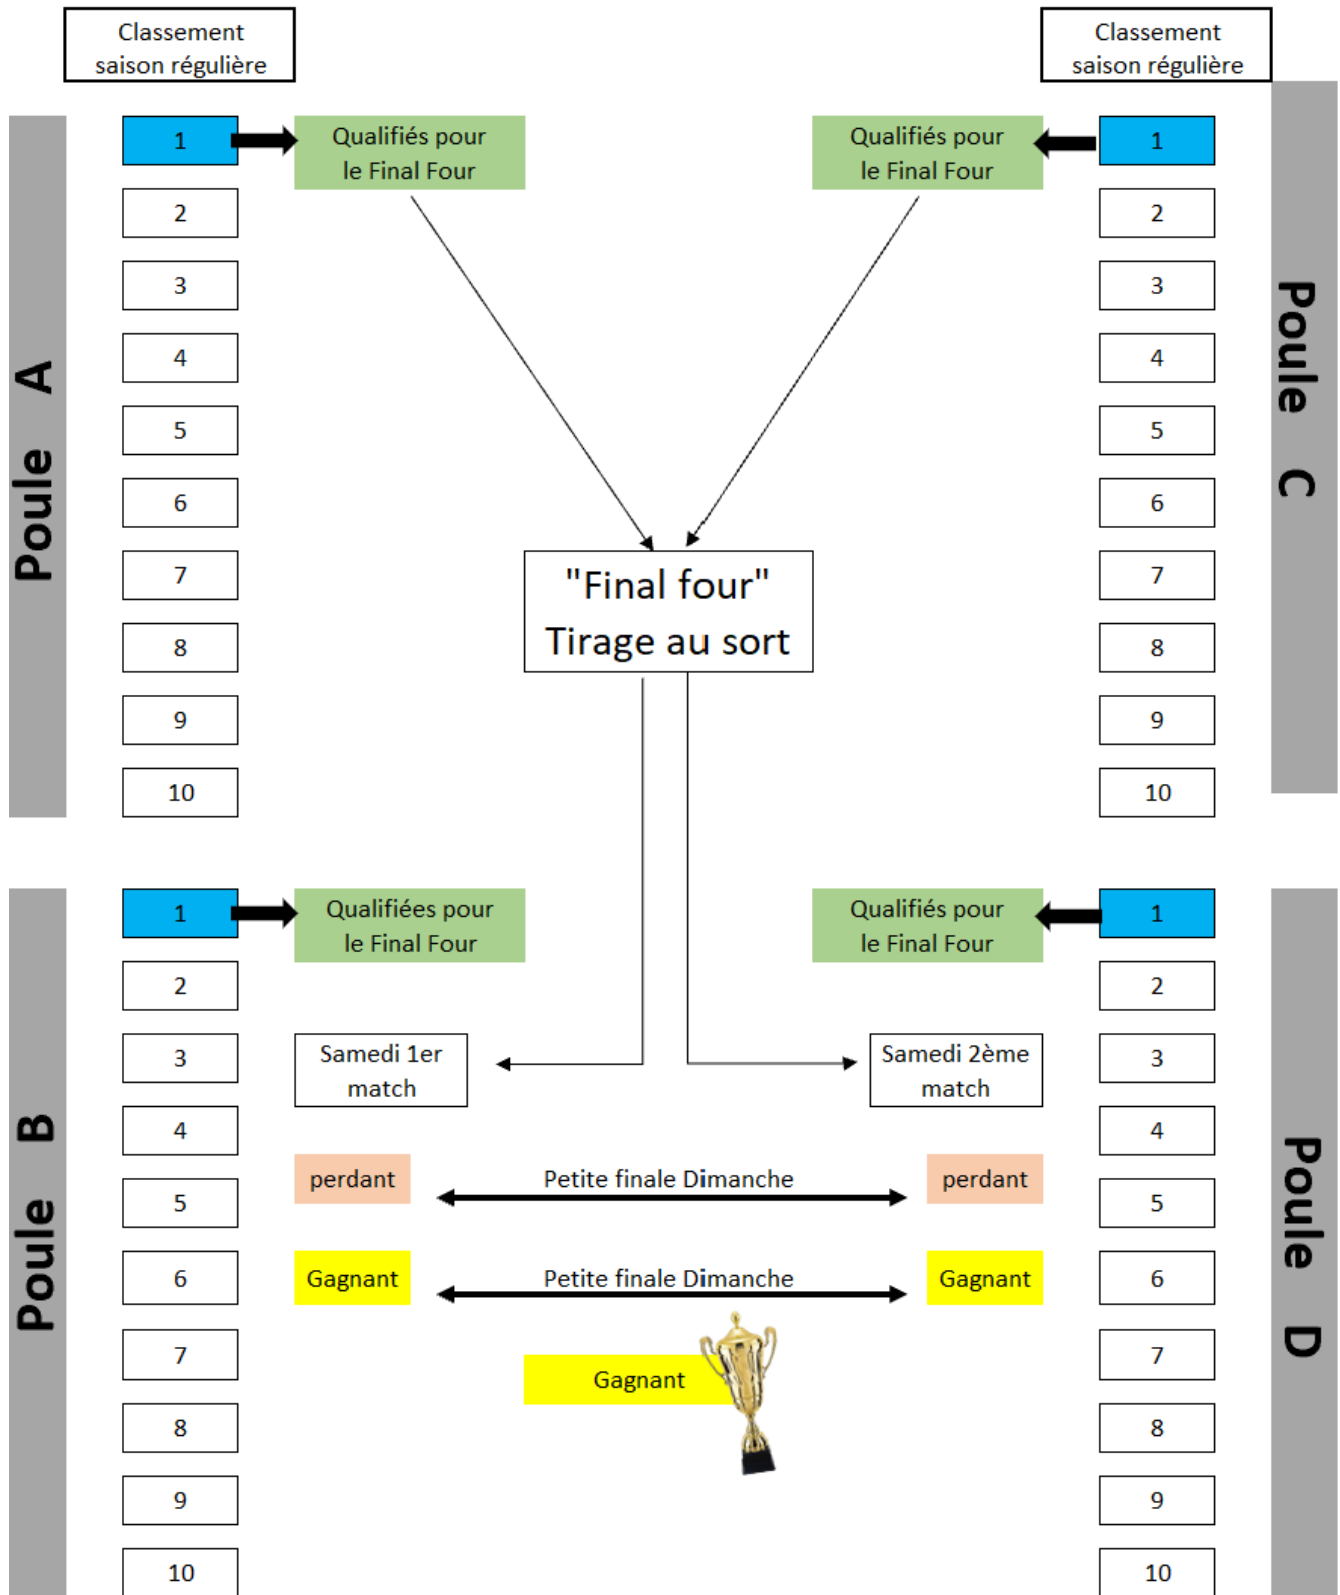 Classement
saison régulière
Classement
saison régulière
Poule A
1
2
3
4
5
6
7
8
9
10
Qualifiés pour
le Final Four
Qualifiés pour
le Final Four
1
2
3
4
5
6
7
8
9
10
Poule C
"Final four"
Tirage au sort
Poule B
1
2
3
4
5
6
7
8
9
10
Qualifiées pour
le Final Four
Qualifiés pour
le Final Four
Samedi 1er
match
Samedi 2ème
match
perdant
Petite finale Dimanche
perdant
Gagnant
Petite finale Dimanche
Gagnant
Gagnant
1
2
3
4
5
6
7
8
9
10
Poule D